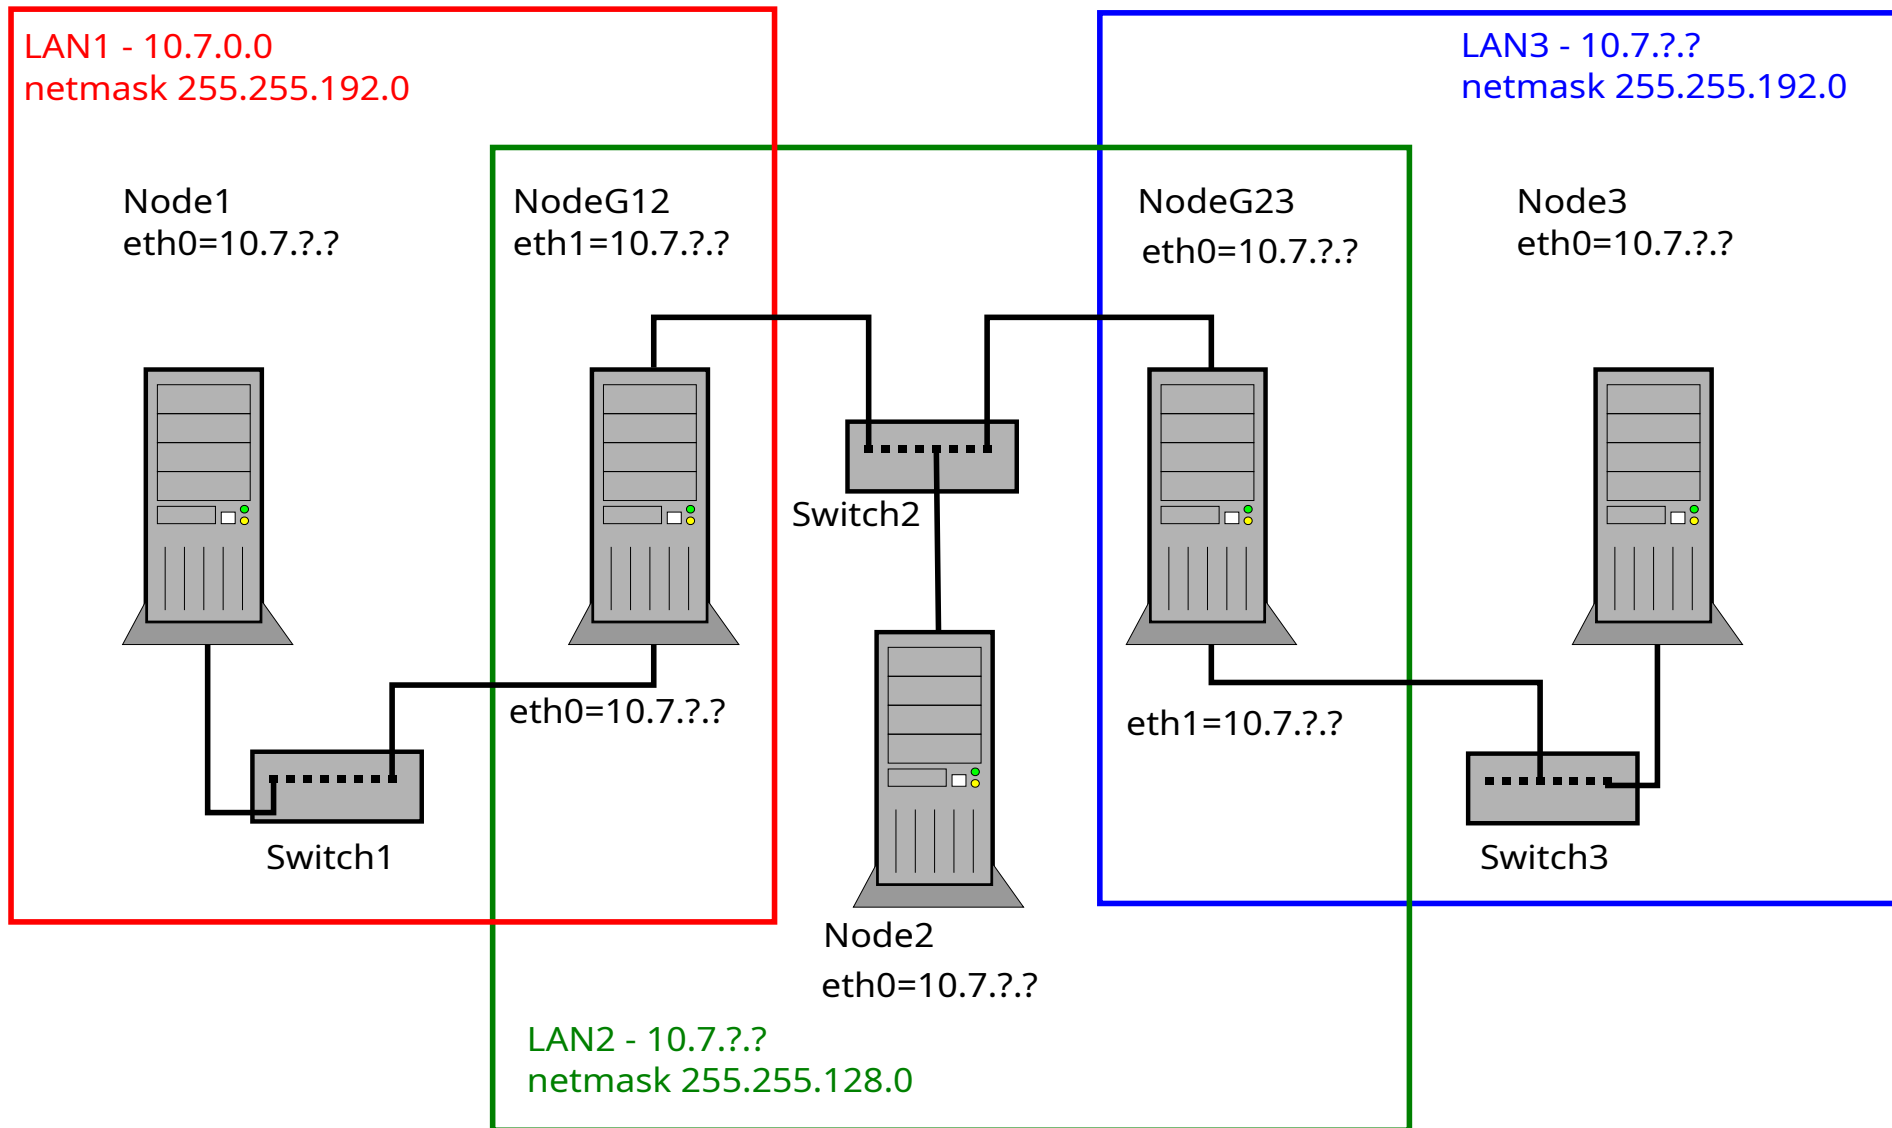 LAN1 - 10.7.0.0
netmask 255.255.192.0
LAN3 - 10.7.?.?
netmask 255.255.192.0
Node1
eth0=10.7.?.?
NodeG12
eth1=10.7.?.?
NodeG23
eth0=10.7.?.?
Node3
eth0=10.7.?.?
Switch2
eth0=10.7.?.?
eth1=10.7.?.?
Switch1
Switch3
Node2
eth0=10.7.?.?
LAN2 - 10.7.?.?
netmask 255.255.128.0